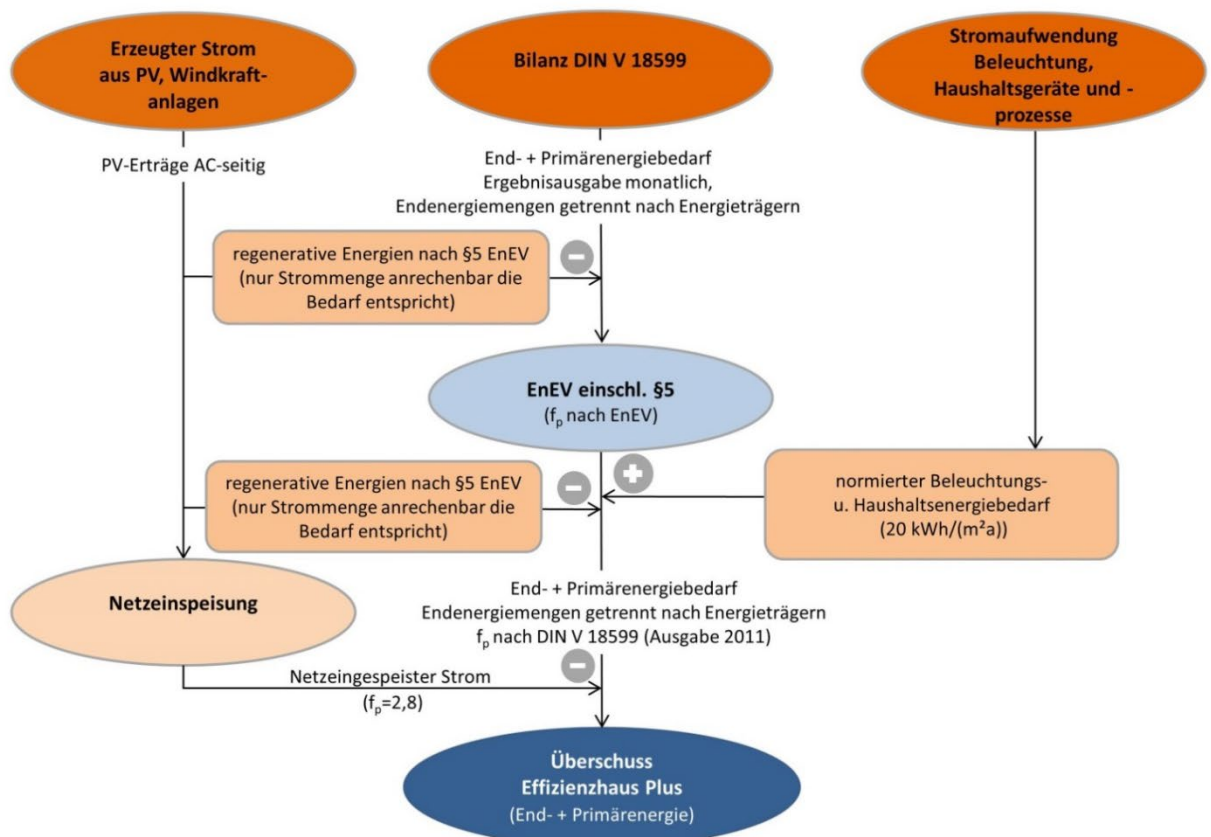 Erzeugter Strom
aus PV, Windkraft-
anlagen
Bilanz DIN V 18599
Stromaufwendung
Beleuchtung,
Haushaltsgeräte und -
prozesse
PV-Erträge AC-seitig
End- + Primärenergiebedarf
Ergebnisausgabe monatlich,
Endenergiemengen getrennt nach Energieträgern
regenerative Energien nach §5 EnEV
(nur Strommenge anrechenbar die
Bedarf entspricht)
−
EnEV einschl. §5
(fp nach EnEV)
regenerative Energien nach §5 EnEV
(nur Strommenge anrechenbar die
Bedarf entspricht)
−
+
normierter Beleuchtungs-
u. Haushaltsenergiebedarf
(20 kWh/(m²a))
Netzeinspeisung
End- + Primärenergiebedarf
Endenergiemengen getrennt nach Energieträgern
fp nach DIN V 18599 (Ausgabe 2011)
−
Netzeingespeister Strom
(fp=2,8)
Überschuss
Effizienzhaus Plus
(End- + Primärenergie)